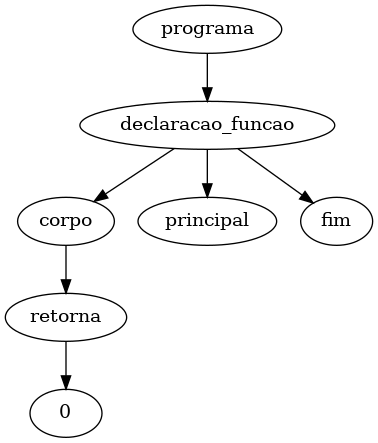 programa
declaracao_funcao
corpo
principal
fim
retorna
0